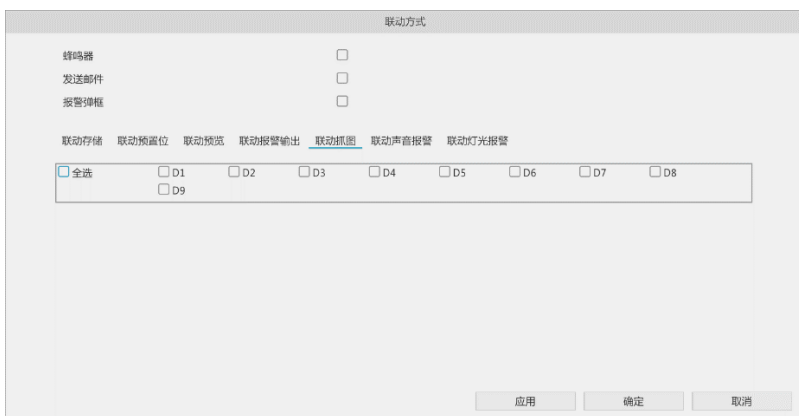 联动方式
蜂鸣器
发送邮件
报警弹框
联动存储 联动预置位 联动预览 联动报警输出 联动抓图 联动声音报警 联动灯光报警
全选 D1 D2 D3 D4 D5 D6 D7 D8
D9
应用 确定 取消